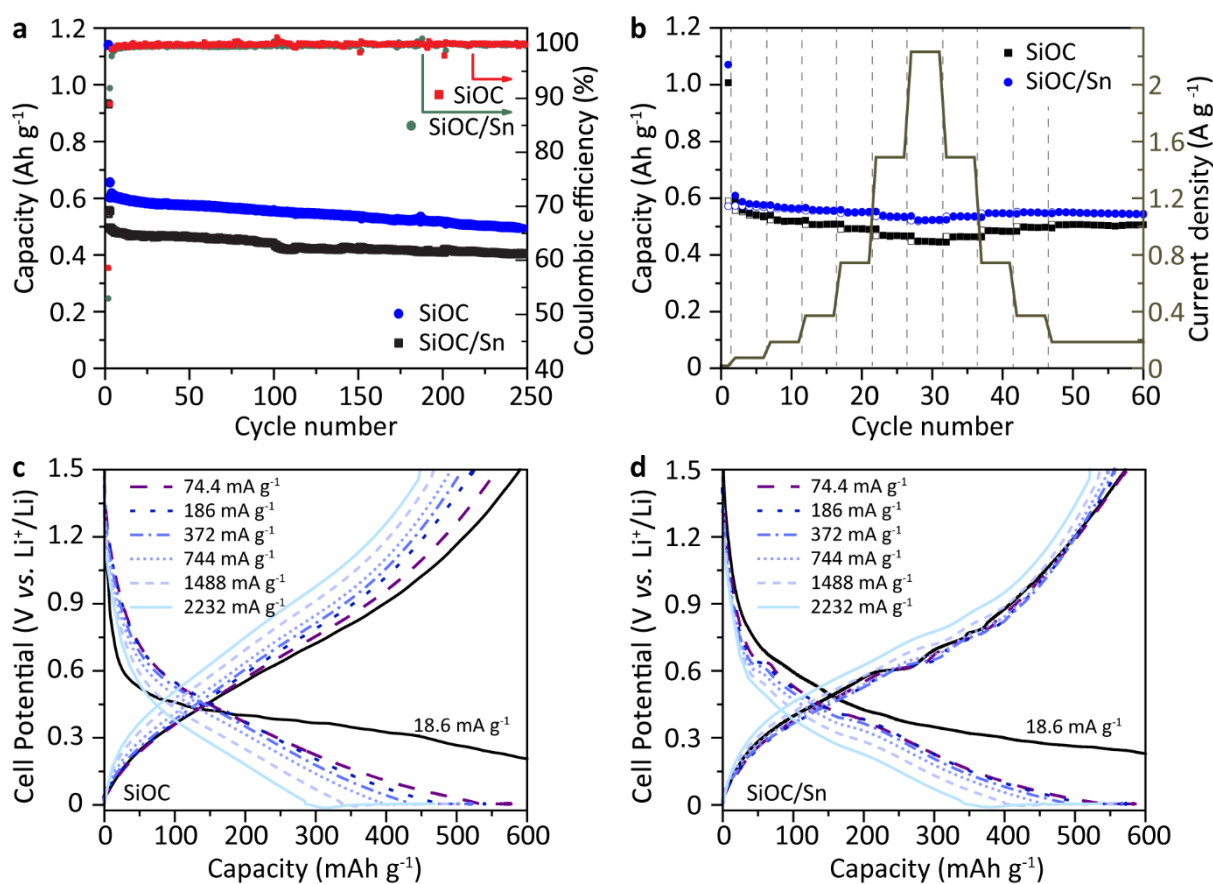 a
1.2
1.0
0.8
0.6
0.4
0.2
0
Capacity (Ah g⁻¹)
0
50
100
150
200
250
Cycle number
100
90
80
70
60
50
40
Coulombic efficiency (%)
SiOC
SiOC/Sn
SiOC
SiOC/Sn
b
1.2
1.0
0.8
0.6
0.4
0.2
0
Capacity (Ah g⁻¹)
0
10
20
30
40
50
60
Cycle number
2
1.6
1.2
0.8
0.4
0
Current density (A g⁻¹)
SiOC
SiOC/Sn
c
1.5
1.2
0.9
0.6
0.3
0
Cell Potential (V vs. Li⁺/Li)
74.4 mA g⁻¹
186 mA g⁻¹
372 mA g⁻¹
744 mA g⁻¹
1488 mA g⁻¹
2232 mA g⁻¹
18.6 mA g⁻¹
SiOC
0
100
200
300
400
500
600
Capacity (mAh g⁻¹)
d
1.5
1.2
0.9
0.6
0.3
0
Cell Potential (V vs. Li⁺/Li)
74.4 mA g⁻¹
186 mA g⁻¹
372 mA g⁻¹
744 mA g⁻¹
1488 mA g⁻¹
2232 mA g⁻¹
18.6 mA g⁻¹
SiOC/Sn
0
100
200
300
400
500
600
Capacity (mAh g⁻¹)